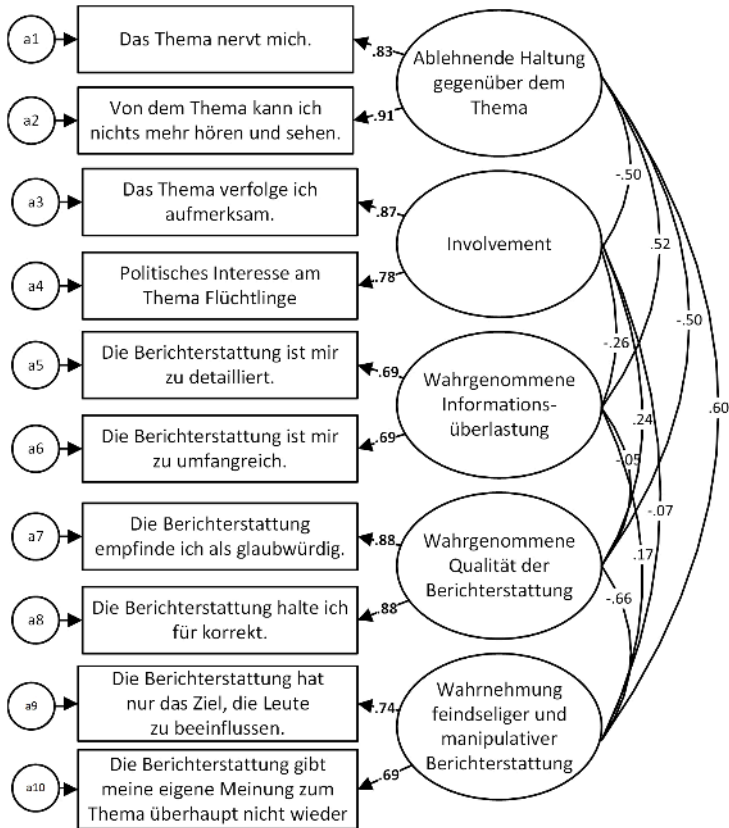 a1
Das Thema nervt mich.
.83
Ablehnende Haltung
gegenüber dem
Thema
a2
Von dem Thema kann ich
nichts mehr hören und sehen.
.91
-.50
a3
Das Thema verfolge ich
aufmerksam.
.87
Involvement
.52
a4
Politisches Interesse am
Thema Flüchtlinge
.78
-.50
-.26
a5
Die Berichterstattung ist mir
zu detailliert.
.69
Wahrgenommene
Informations-
überlastung
.24
.60
a6
Die Berichterstattung ist mir
zu umfangreich.
.69
-.05
a7
Die Berichterstattung
empfinde ich als glaubwürdig.
.88
Wahrgenommene
Qualität der
Berichterstattung
-.07
.17
a8
Die Berichterstattung halte ich
für korrekt.
.88
-.66
a9
Die Berichterstattung hat
nur das Ziel, die Leute
zu beeinflussen.
.74
Wahrnehmung
feindseliger und
manipulativer
Berichterstattung
a10
Die Berichterstattung gibt
meine eigene Meinung zum
Thema überhaupt nicht wieder
.69